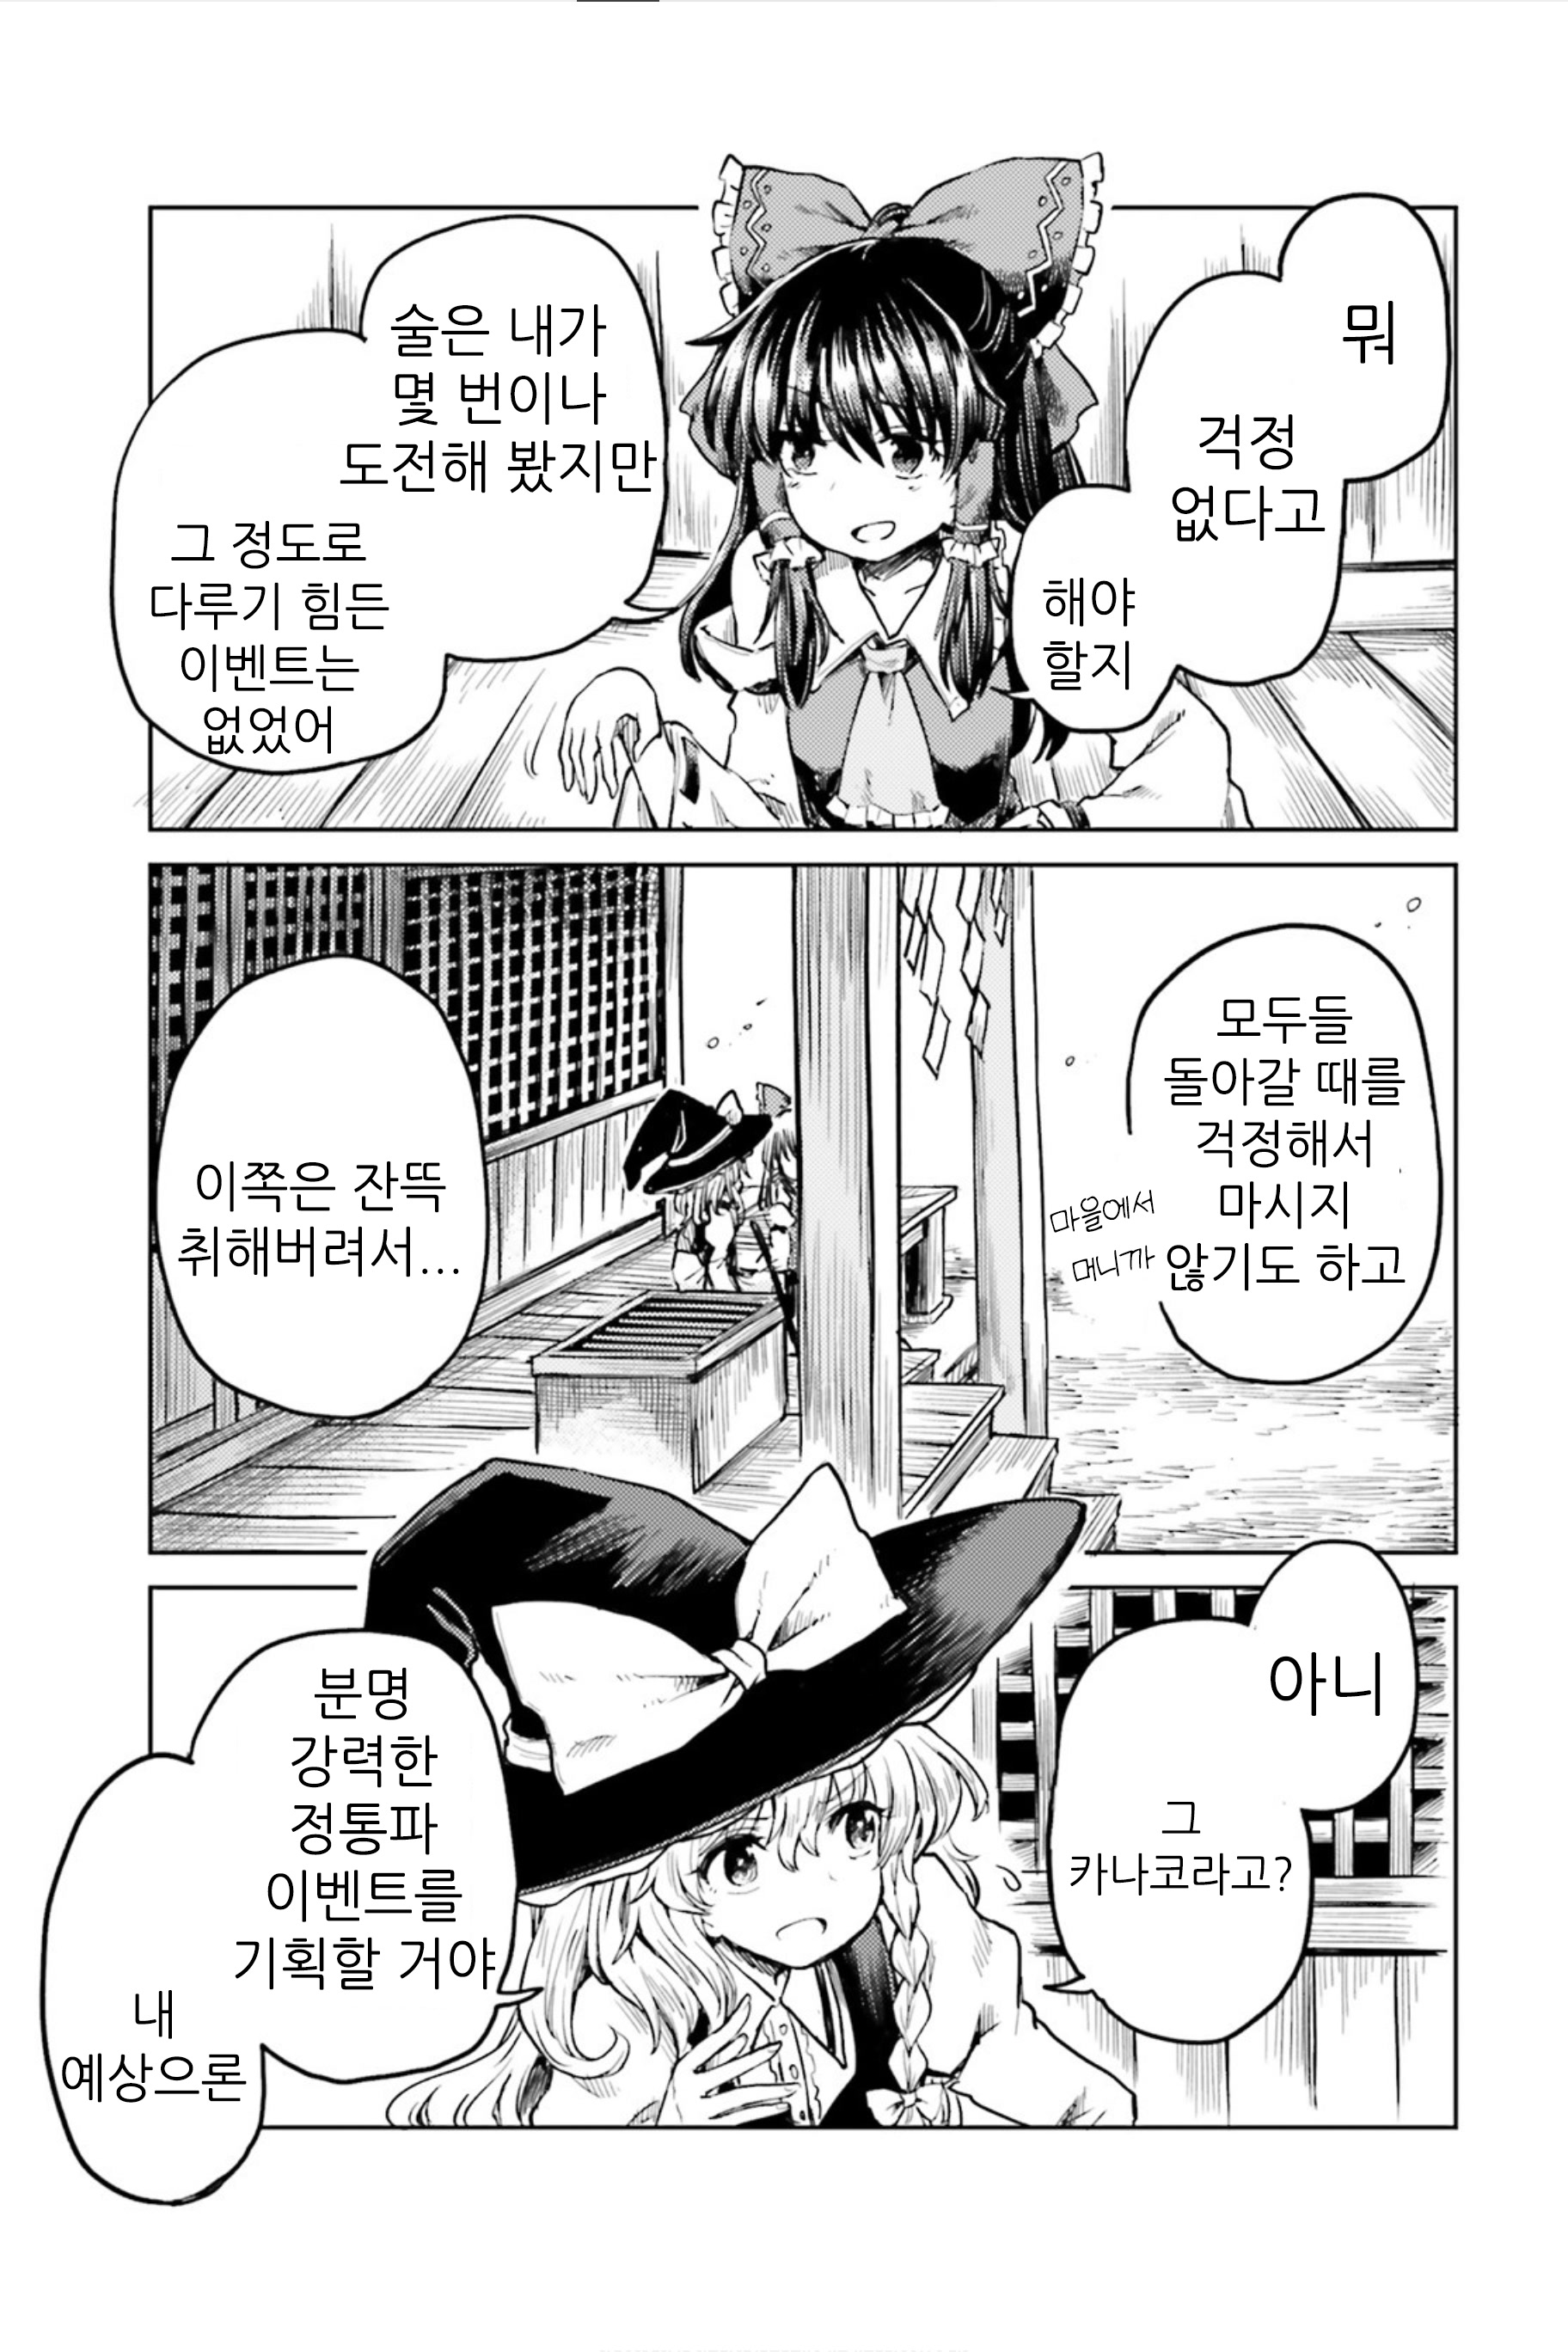 뭐
걱정
없다고
해야
할지
술은 내가
몇 번이나
도전해 봤지만
그 정도로
다루기 힘든
이벤트는
없었어
모두들
돌아갈 때를
걱정해서
마시지
않기도 하고
마을에서
머니까
이쪽은 잔뜩
취해버려서...
아니
그
카나코라고?
분명
강력한
정통파
이벤트를
기획할 거야
내
예상으론